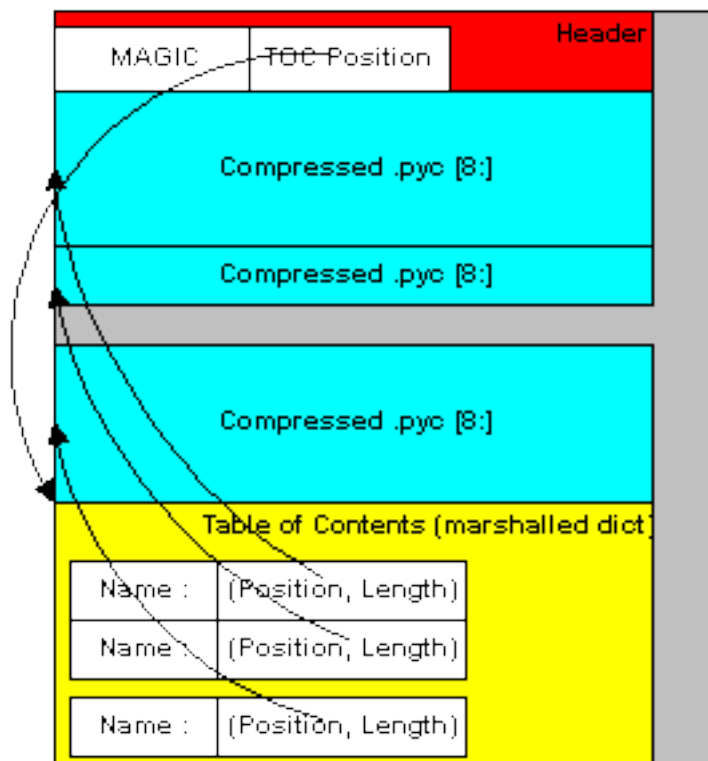 Header
MAGIC TOC Position
Compressed .pyc [8:]
Compressed .pyc [8:]
Compressed .pyc [8:]
Table of Contents (marshalled dict)
Name : (Position, Length)
Name : (Position, Length)
Name : (Position, Length)